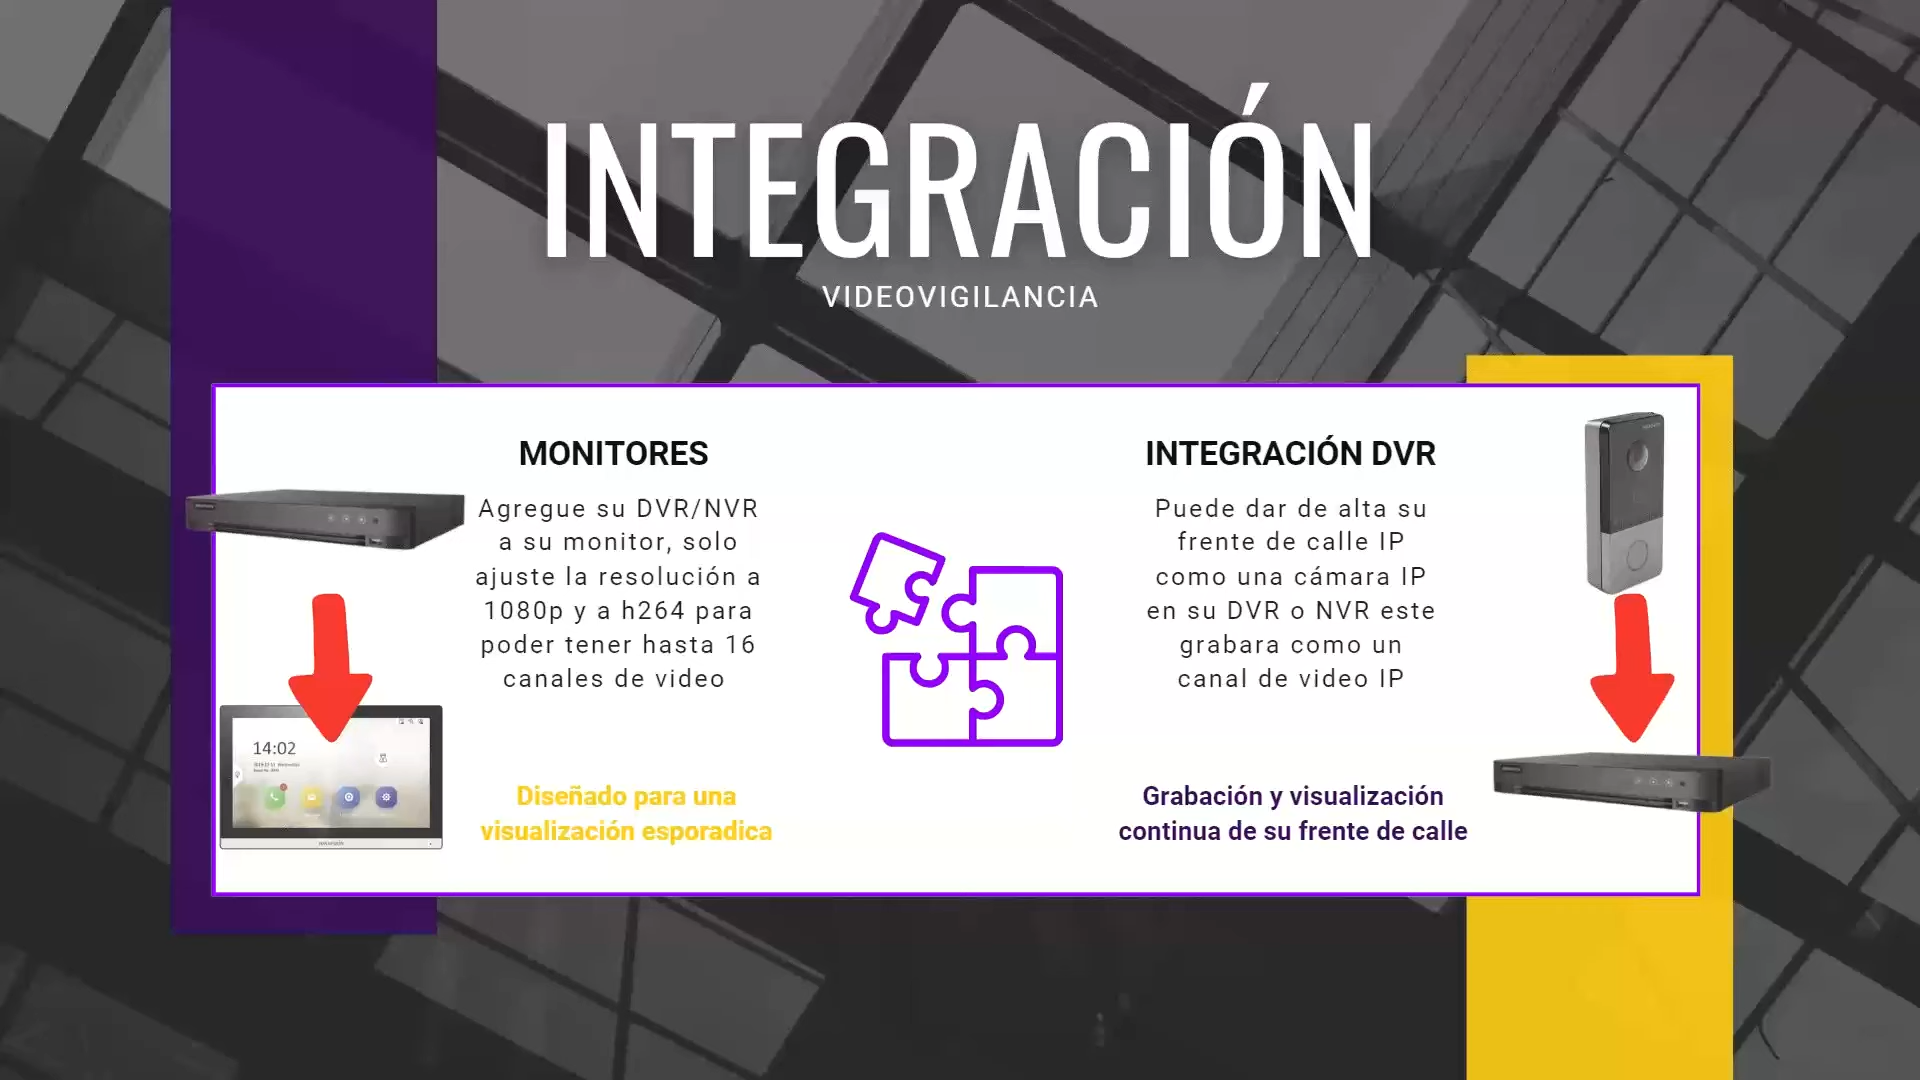 INTEGRACIÓN
VIDEOVIGILANCIA
MONITORES
Agregue su DVR/NVR
a su monitor, solo
ajuste la resolución a
1080p y a h264 para
poder tener hasta 16
canales de video
14:02
Diseñado para una
visualización esporadica
INTEGRACIÓN DVR
Puede dar de alta su
frente de calle IP
como una cámara IP
en su DVR o NVR este
grabara como un
canal de video IP
Grabación y visualización
continua de su frente de calle